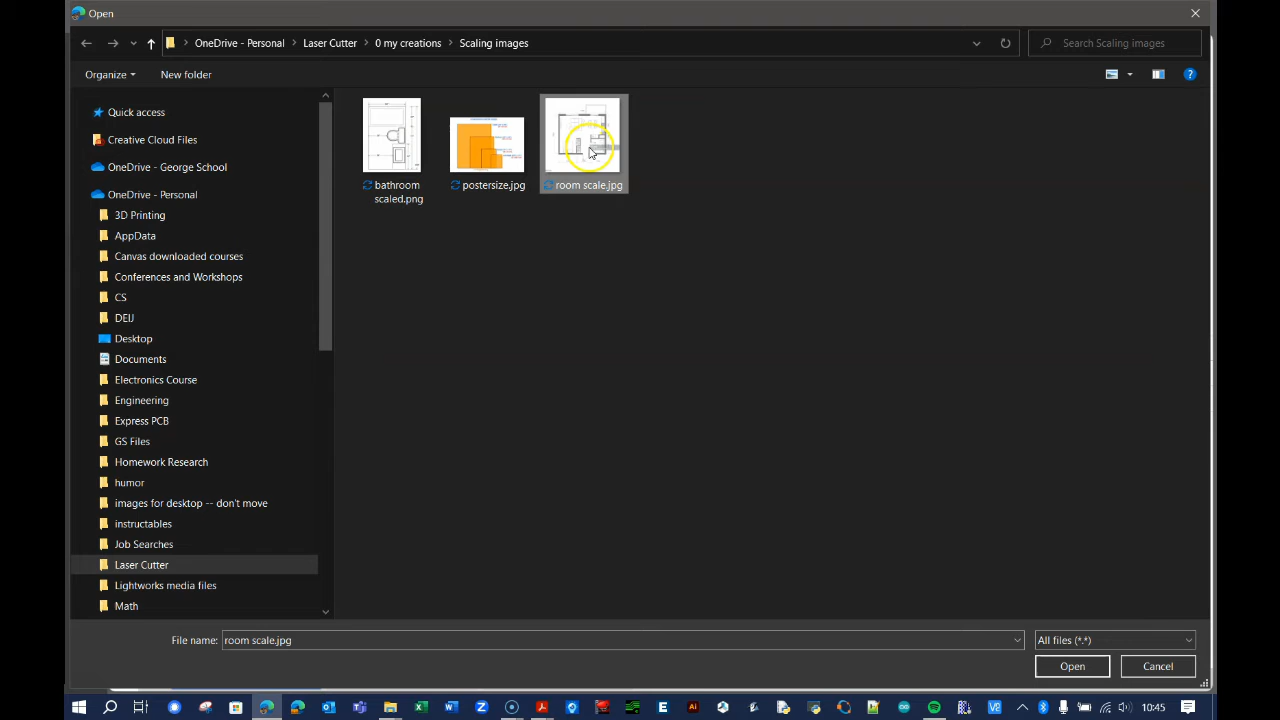 Open
OneDrive - Personal
Laser Cutter
0 my creations
Scaling images
Search Scaling images
Organize
New folder
Quick access
Creative Cloud Files
OneDrive - George School
OneDrive - Personal
3D Printing
AppData
Canvas downloaded courses
Conferences and Workshops
CS
DEIJ
Desktop
Documents
Electronics Course
Engineering
Express PCB
GS Files
Homework Research
humor
images for desktop -- don't move
instructables
Job Searches
Laser Cutter
Lightworks media files
Math
bathroom
scaled.png
postersize.jpg
room scale.jpg
File name:
room scale.jpg
All files (*.*)
Open
Cancel
10:45